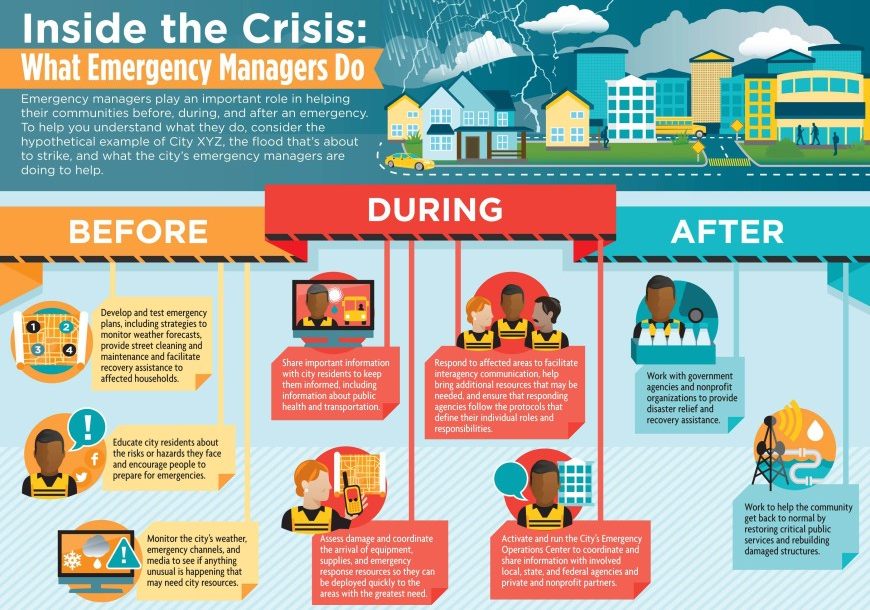 Inside the Crisis:
What Emergency Managers Do
Emergency managers play an important role in helping
their communities before, during, and after an emergency.
To help you understand what they do, consider the
hypothetical example of City XYZ, the flood that's about
to strike, and what the city's emergency managers are
doing to help.
BEFORE
DURING
AFTER
1 2
3 4
Develop and test emergency
plans, including strategies to
monitor weather forecasts,
provide street cleaning and
maintenance and facilitate
recovery assistance to
affected households.
!
Educate city residents about
the risks or hazards they face
and encourage people to
prepare for emergencies.
!
Monitor the city's weather,
emergency channels, and
media to see if anything
unusual is happening that
may need city resources.
Share important information
with city residents to keep
them informed, including
information about public
health and transportation.
Respond to affected areas to facilitate
interagency communication, help
bring additional resources that may be
needed, and ensure that responding
agencies follow the protocols that
define their individual roles and
responsibilities.
Assess damage and coordinate
the arrival of equipment,
supplies, and emergency
response resources so they can
be deployed quickly to the
areas with the greatest need.
Activate and run the City's Emergency
Operations Center to coordinate and
share information with involved
local, state, and federal agencies and
private and nonprofit partners.
Work with government
agencies and nonprofit
organizations to provide
disaster relief and
recovery assistance.
Work to help the community
get back to normal by
restoring critical public
services and rebuilding
damaged structures.